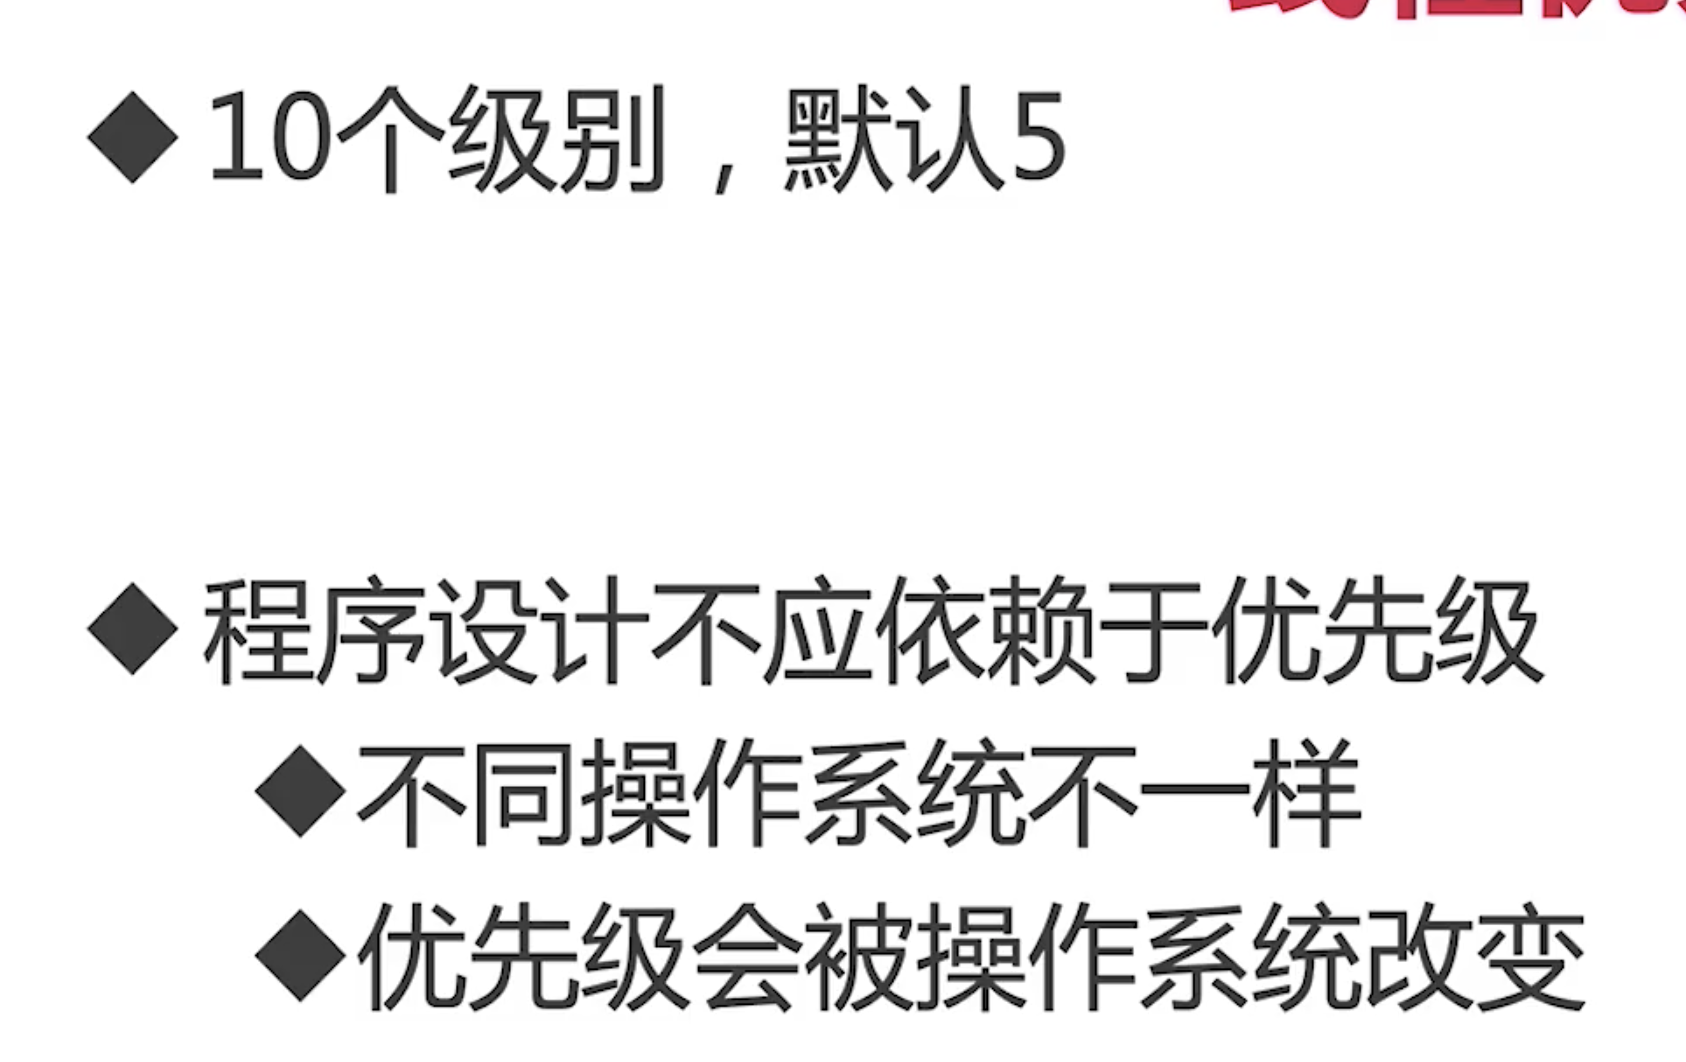 ◆10个级别，默认5
◆程序设计不应依赖于优先级
◆不同操作系统不一样
◆优先级会被操作系统改变